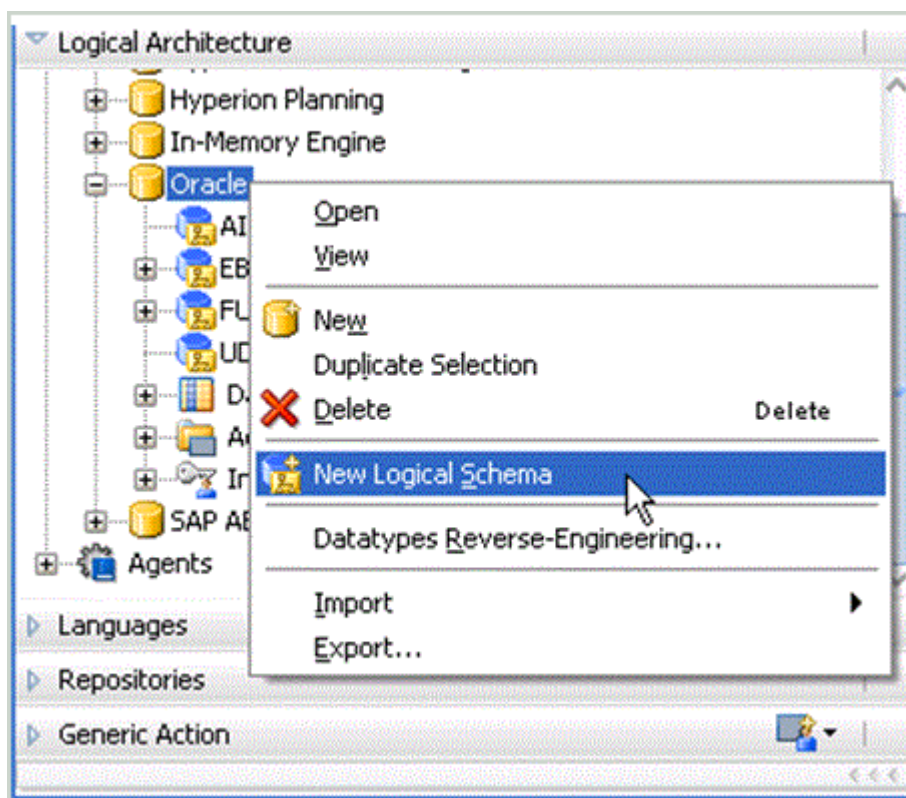 Logical Architecture
Hyperion Planning
In-Memory Engine
Oracle
Open
View
New
Duplicate Selection
Delete Delete
New Logical Schema
SAP
Datatypes Reverse-Engineering...
Agents
Import
Export...
Languages
Repositories
Generic Action